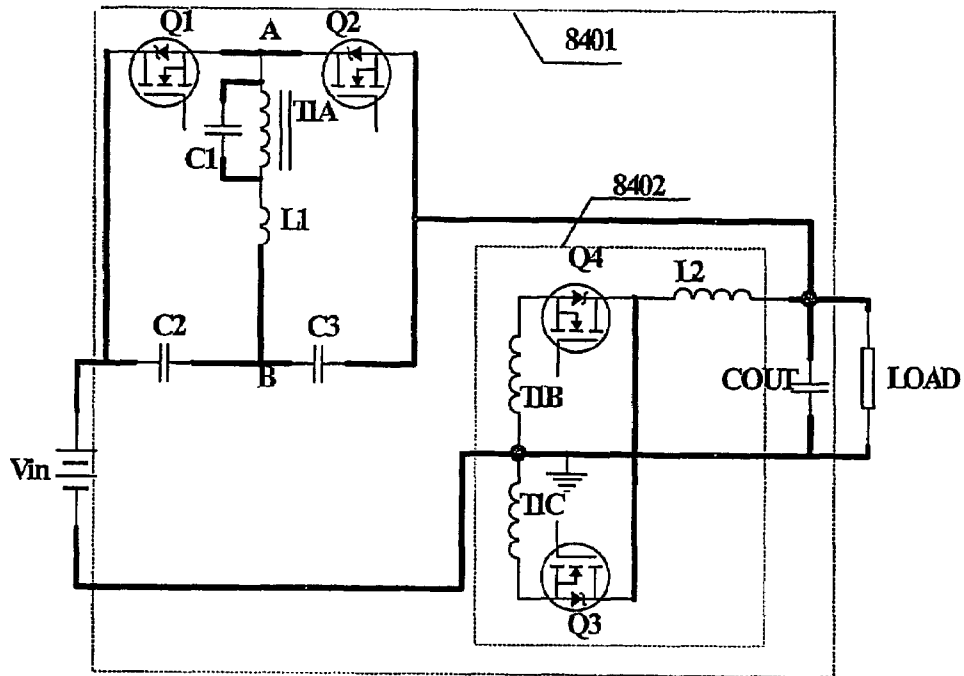 Q1
A
Q2
8401
T1A
C1
L1
8402
Q4
L2
C2
C3
B
T1B
COUT
LOAD
Vin
T1C
Q3